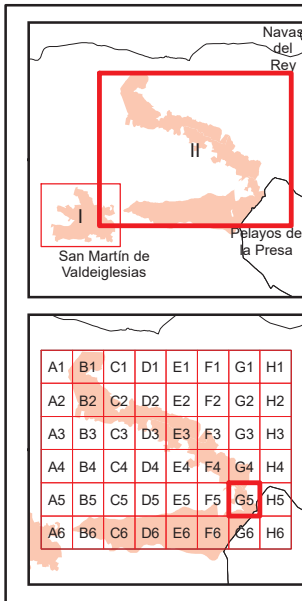 Navas
del
Rey
II
I
Pelayos de
la Presa
San Martín de
Valdeiglesias
A1 B1 C1 D1 E1 F1 G1 H1
A2 B2 C2 D2 E2 F2 G2 H2
A3 B3 C3 D3 E3 F3 G3 H3
A4 B4 C4 D4 E4 F4 G4 H4
A5 B5 C5 D5 E5 F5 G5 H5
A6 B6 C6 D6 E6 F6 G6 H6